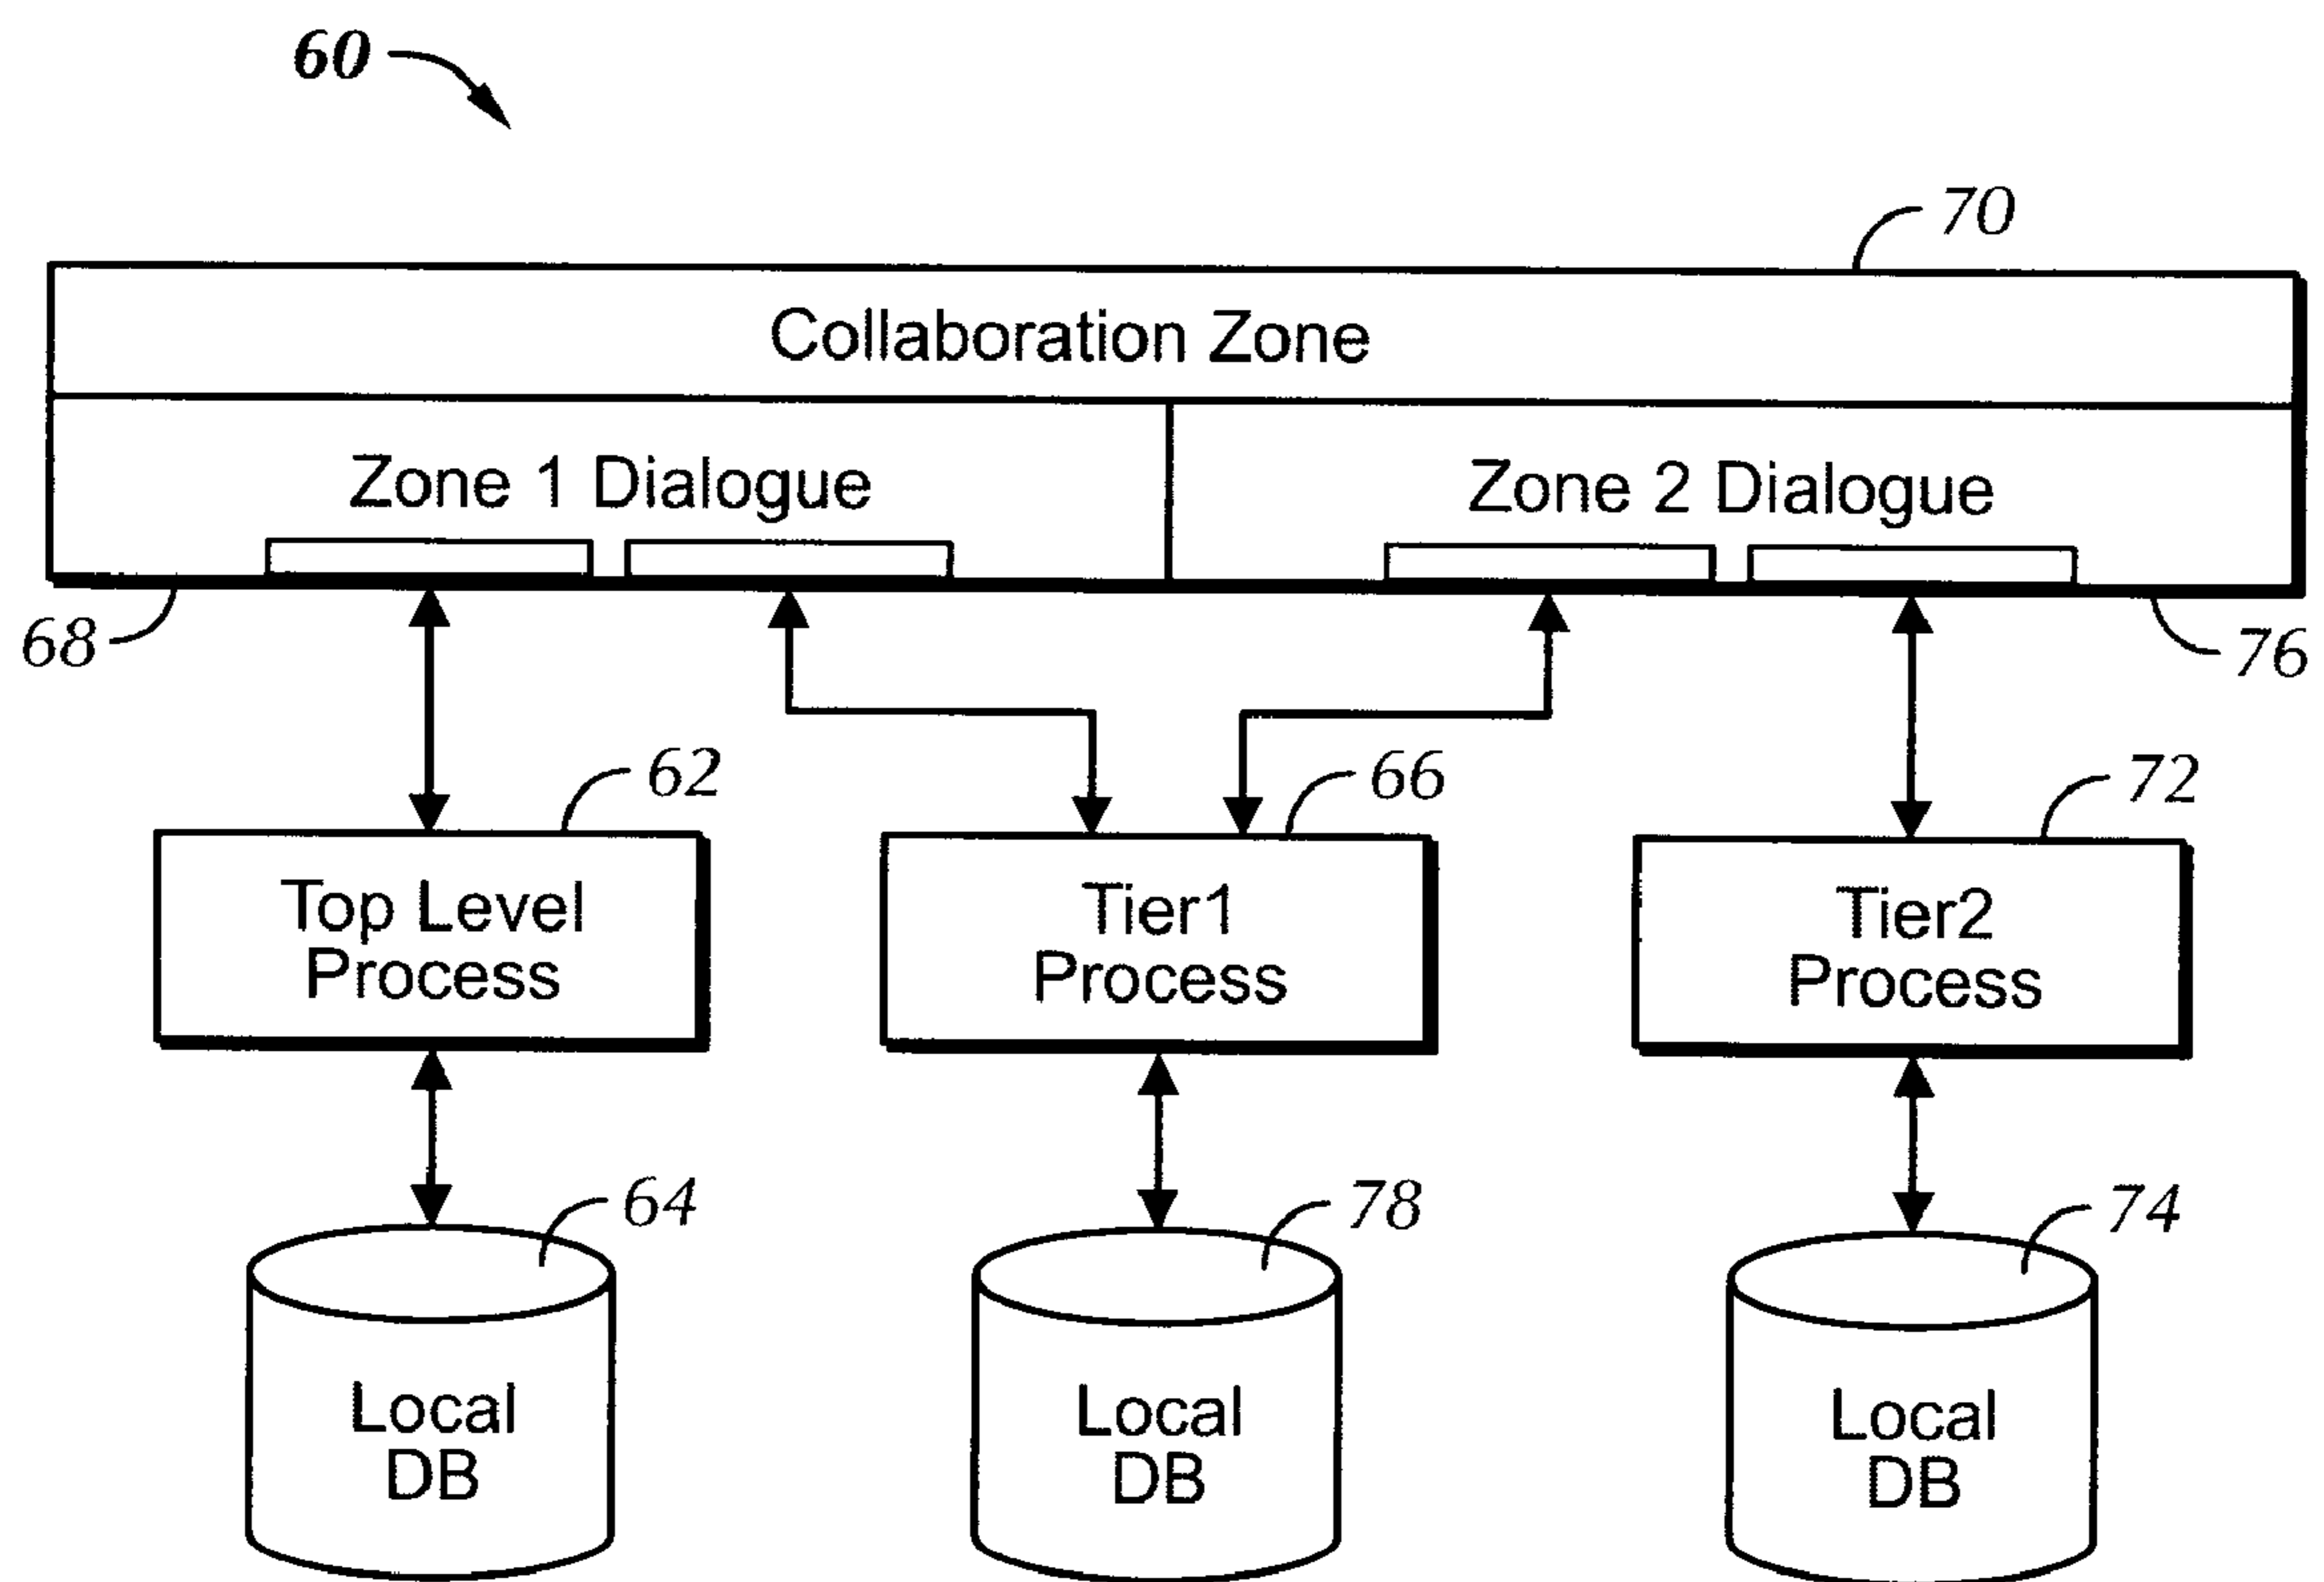 60
70
Collaboration Zone
Zone 1 Dialogue
Zone 2 Dialogue
68
76
62
66
72
Top Level
Process
Tier1
Process
Tier2
Process
64
78
74
Local
DB
Local
DB
Local
DB